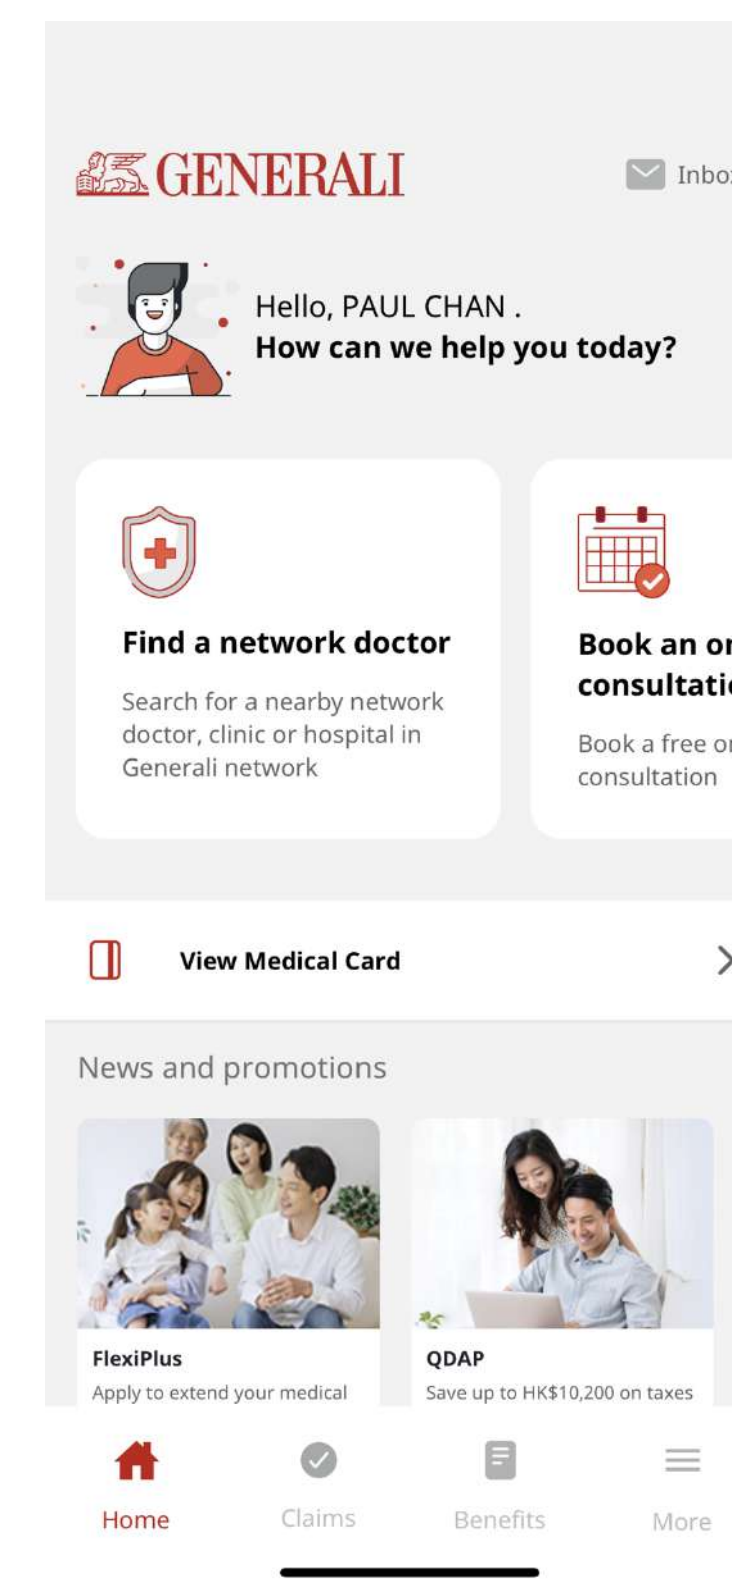 GENERALI
Hello, PAUL CHAN .
How can we help you today?
Find a network doctor
Search for a nearby network
doctor, clinic or hospital in
Generali network
Book an
Book a free
consultation
View Medical Card
News and promotions
FlexiPlus
Apply to extend your medical
QDAP
Save up to HK$10,200 on taxes
Home
Claims
Benefits
More